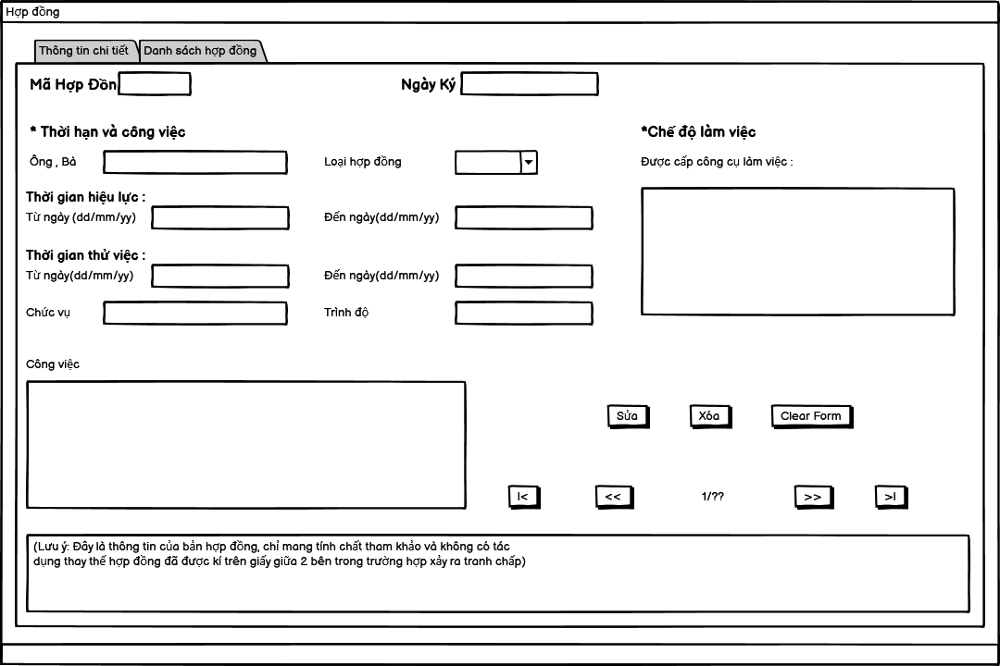 Hợp đồng
Thông tin chi tiết Danh sách hợp đồng
Mã Hợp Đồn Ngày Ký
* Thời hạn và công việc *Chế độ làm việc
Ông , Bà Loại hợp đồng Được cấp công cụ làm việc :
Thời gian hiệu lực :
Từ ngày (dd/mm/yy) Đến ngày(dd/mm/yy)
Thời gian thử việc :
Từ ngày(dd/mm/yy) Đến ngày(dd/mm/yy)
Chức vụ Trình độ
Công việc
Sửa Xóa Clear Form
|< << 1/?? >> >|
(Lưu ý: Đây là thông tin của bản hợp đồng, chỉ mang tính chất tham khảo và không có tác
dụng thay thế hợp đồng đã được kí trên giấy giữa 2 bên trong trường hợp xảy ra tranh chấp)